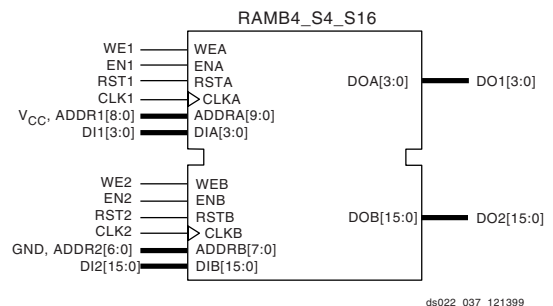 RAMB4_S4_S16
WE1 WEA
EN1 ENA
RST1 RSTA DOA[3:0] DO1[3:0]
CLK1 CLKA
VCC, ADDR1[8:0] ADDRA[9:0]
DI1[3:0] DIA[3:0]
WE2 WEB
EN2 ENB
RST2 RSTB DOB[15:0] DO2[15:0]
CLK2 CLKB
GND, ADDR2[6:0] ADDRB[7:0]
DI2[15:0] DIB[15:0]
ds022_037_121399